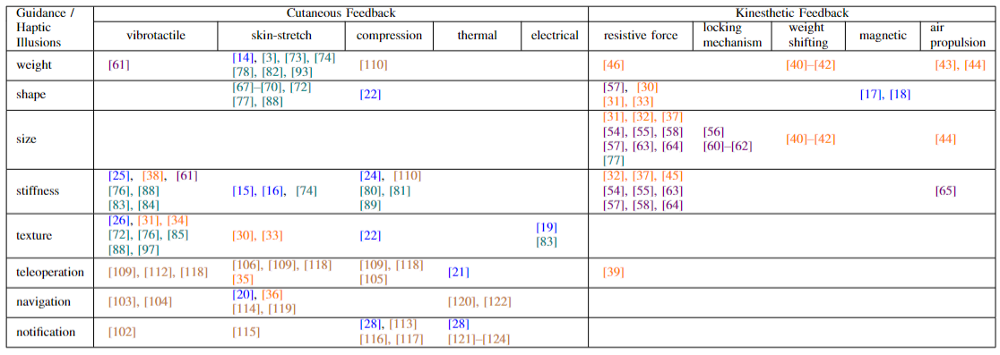 Guidance / Haptic Illusions | Cutaneous Feedback | Kinesthetic Feedback
vibrotactile | skin-stretch | compression | thermal | electrical | resistive force | locking mechanism | weight shifting | magnetic | air propulsion
weight | [61] | [14], [3], [73], [74] [78], [82], [93] | [110] | | | [46] | | [40]–[42] | | [43], [44]
shape | | [67]–[70], [72] [77], [88] | [22] | | | [57], [30] [31], [33] | | | [17], [18] |
size | | | | | | [31], [32], [37] [54], [55], [58] [57], [63], [64] [77] | [56] [60]–[62] | [40]–[42] | | [44]
stiffness | [25], [38], [61] [76], [88] [83], [84] | [15], [16], [74] | [24], [110] [80], [81] [89] | | | [32], [37], [45] [54], [55], [63] [57], [58], [64] | | | | [65]
texture | [26], [31], [34] [72], [76], [85] [88], [97] | [30], [33] | [22] | | [19] [83] | | | | |
teleoperation | [109], [112], [118] | [106], [109], [118] [35] | [109], [118] [105] | [21] | | [39] | | | |
navigation | [103], [104] | [20], [36] [114], [119] | | [120], [122] | | | | | |
notification | [102] | [115] | [28], [113] [116], [117] | [28] [121]–[124] | | | | | |